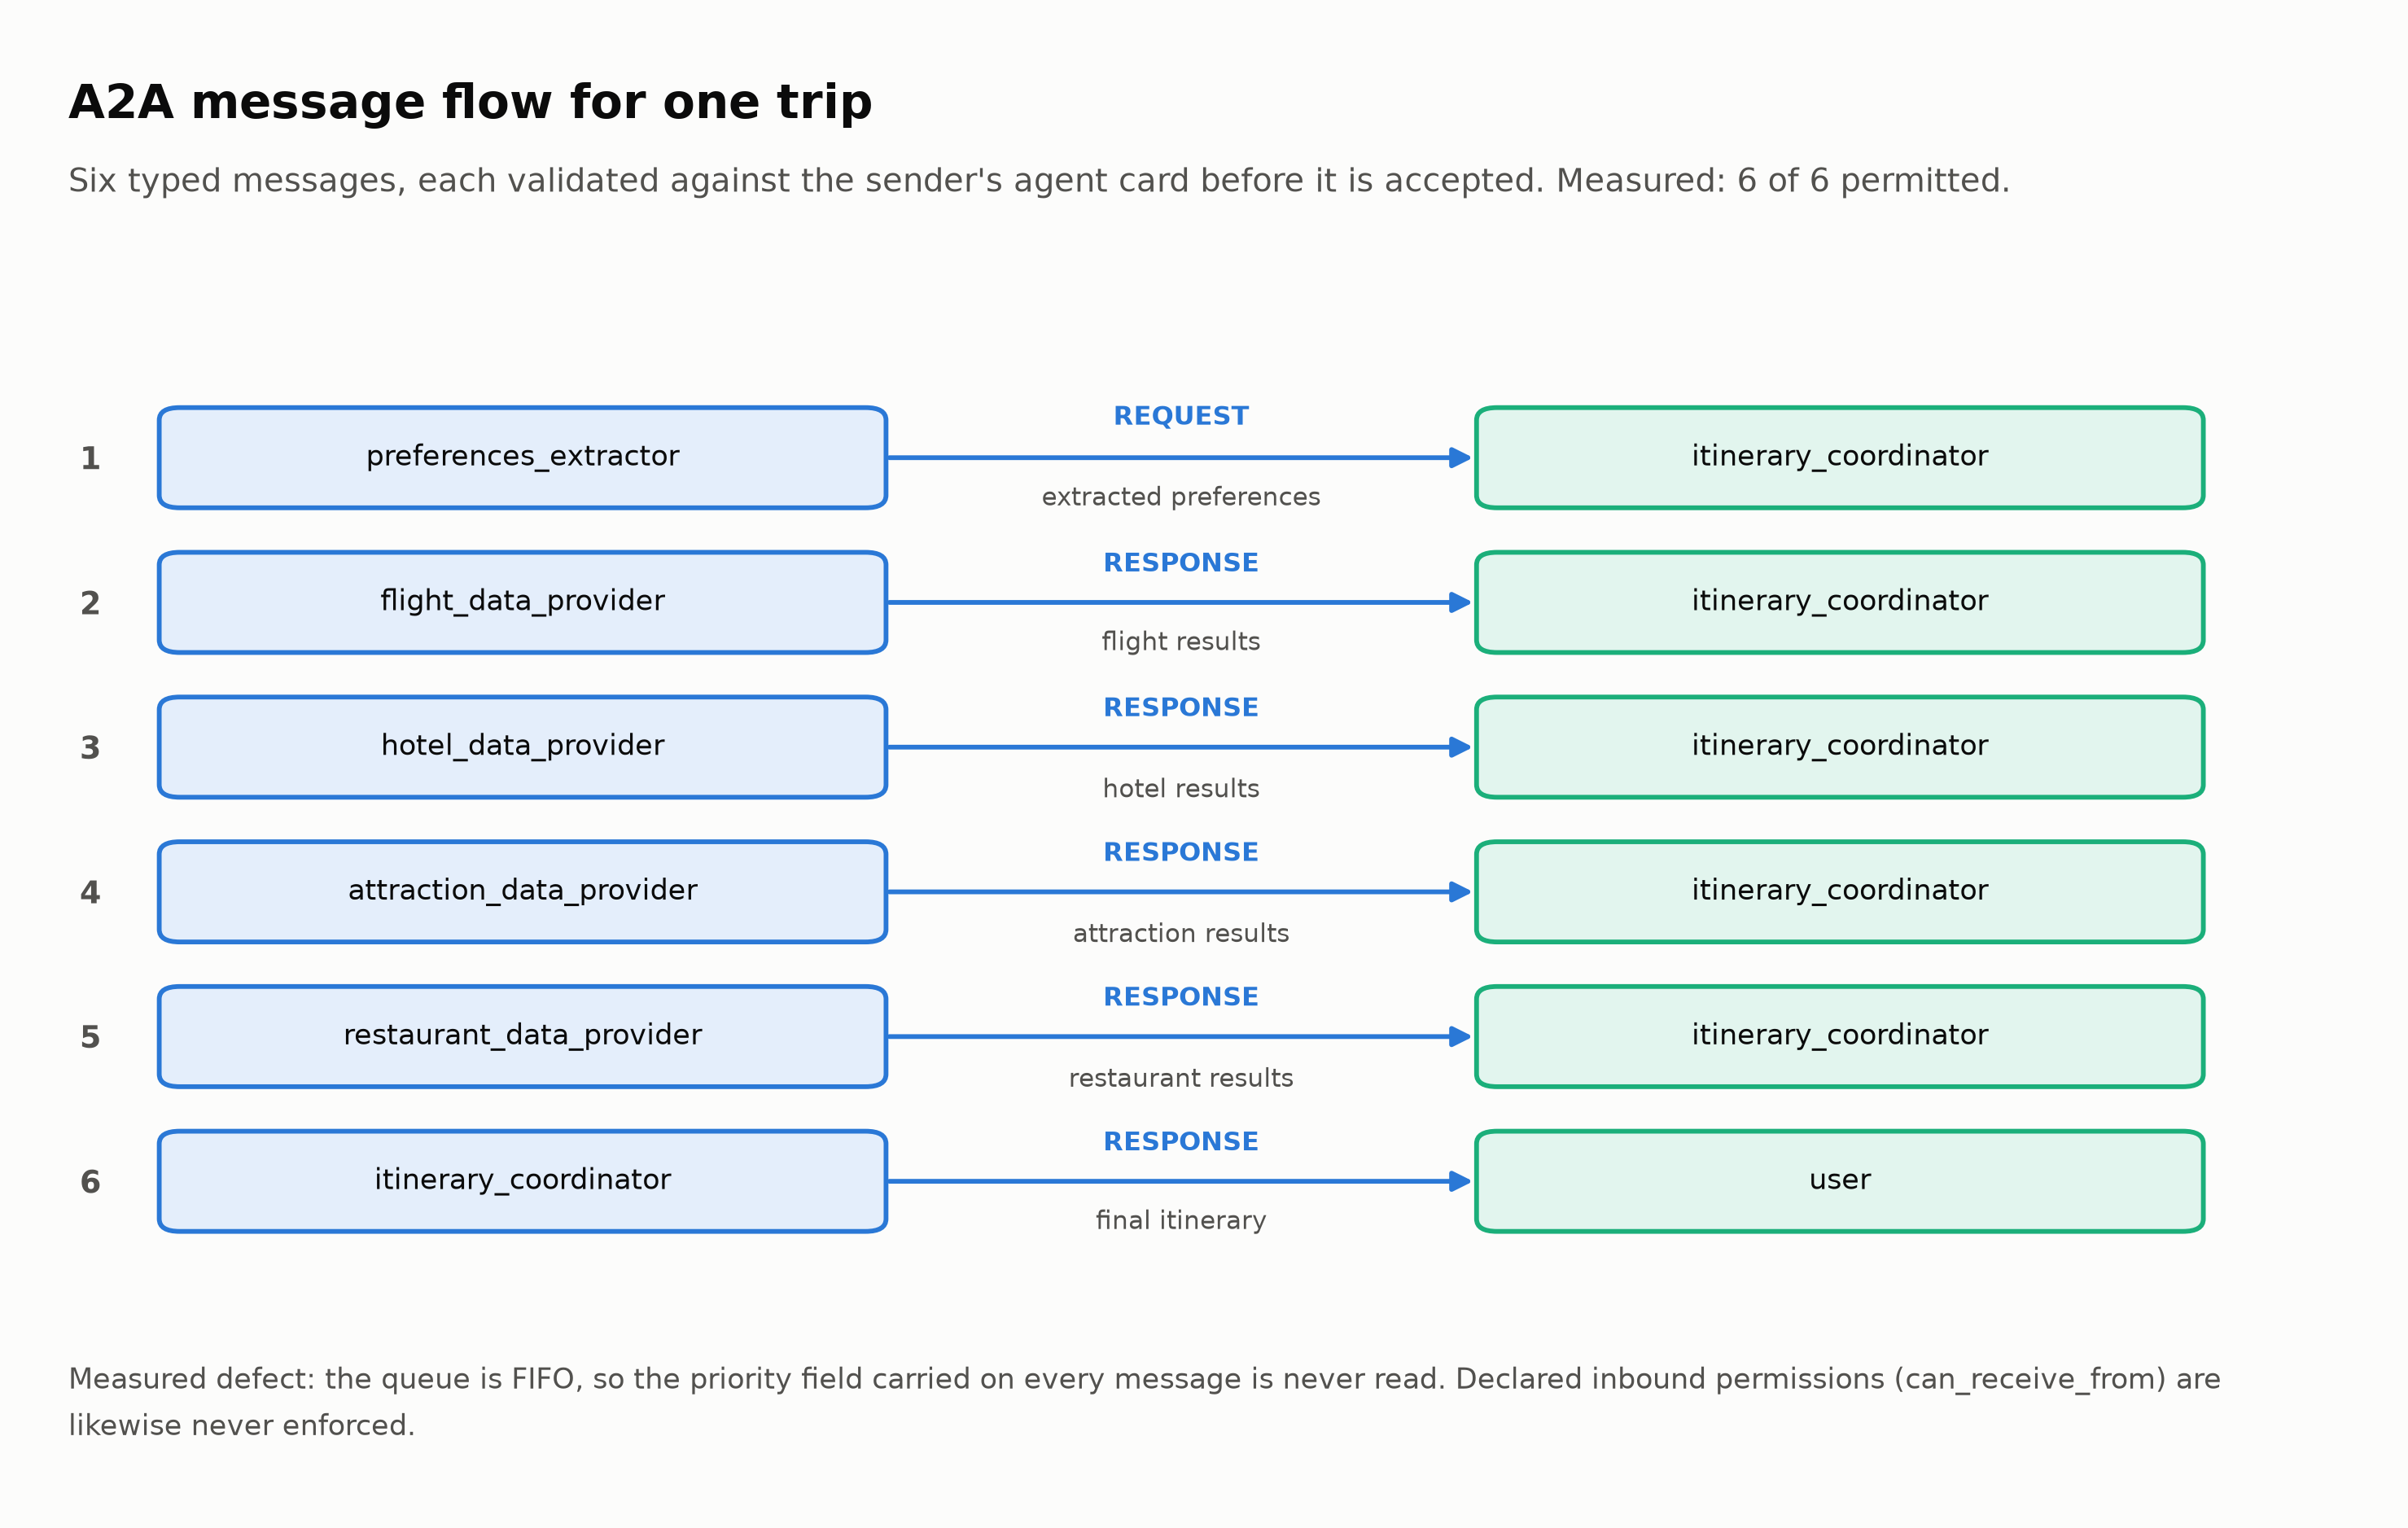 A2A message flow for one trip
Six typed messages, each validated against the sender's agent card before it is accepted. Measured: 6 of 6 permitted.
1
preferences_extractor
REQUEST
extracted preferences
itinerary_coordinator
2
flight_data_provider
RESPONSE
flight results
itinerary_coordinator
3
hotel_data_provider
RESPONSE
hotel results
itinerary_coordinator
4
attraction_data_provider
RESPONSE
attraction results
itinerary_coordinator
5
restaurant_data_provider
RESPONSE
restaurant results
itinerary_coordinator
6
itinerary_coordinator
RESPONSE
final itinerary
user
Measured defect: the queue is FIFO, so the priority field carried on every message is never read. Declared inbound permissions (can_receive_from) are
likewise never enforced.